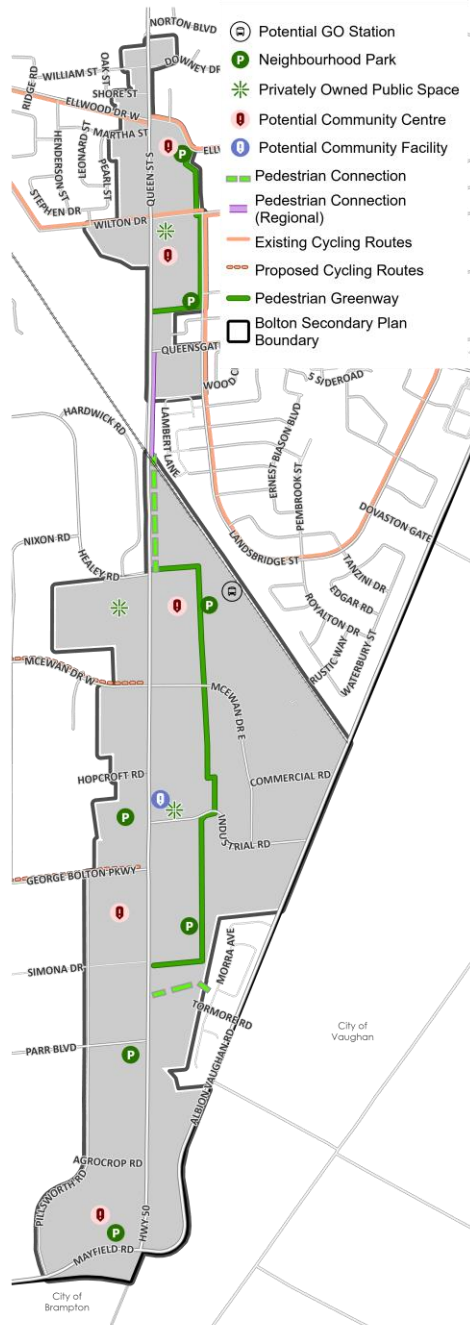 NORTON BLVD
DOWNEY DR
OAK ST
WILLIAM ST
RIDGE RD
SHORE ST
ELLWOOD DR W
MARTHA ST
LEONARD ST
HENDERSON ST
PEARL ST
STEPHEN DR
QUEEN ST S
ELL
WILTON DR
P
P
QUEENSGAT
WOOD C
Potential GO Station
P Neighbourhood Park
Privately Owned Public Space
Potential Community Centre
Potential Community Facility
Pedestrian Connection
Pedestrian Connection
(Regional)
Existing Cycling Routes
Proposed Cycling Routes
Pedestrian Greenway
Bolton Secondary Plan
Boundary
HARDWICK RD
LAMBERT LANE
5 SIDEROAD
ERNEST BIASON BLVD
PEMBROOK ST
DOVASTON GATE
LANDSBRIDGE ST
NIXON RD
HEALEY RD
TANZINI DR
EDGAR RD
ROYALTON DR
RUSTIC WAY
WATERBURY ST
P
MCEWAN DR W
MCEWAN DR E
HOPCROFT RD
COMMERCIAL RD
P
INDUSTRIAL RD
GEORGE BOLTON PKWY
P
SIMONA DR
MORRA AVE
TORMORE RD
City of
Vaughan
PARR BLVD
P
ALBION VAUGHAN RD
AGROCROP RD
PILLSWORTH RD
HWY 50
P
MAYFIELD RD
City of
Brampton